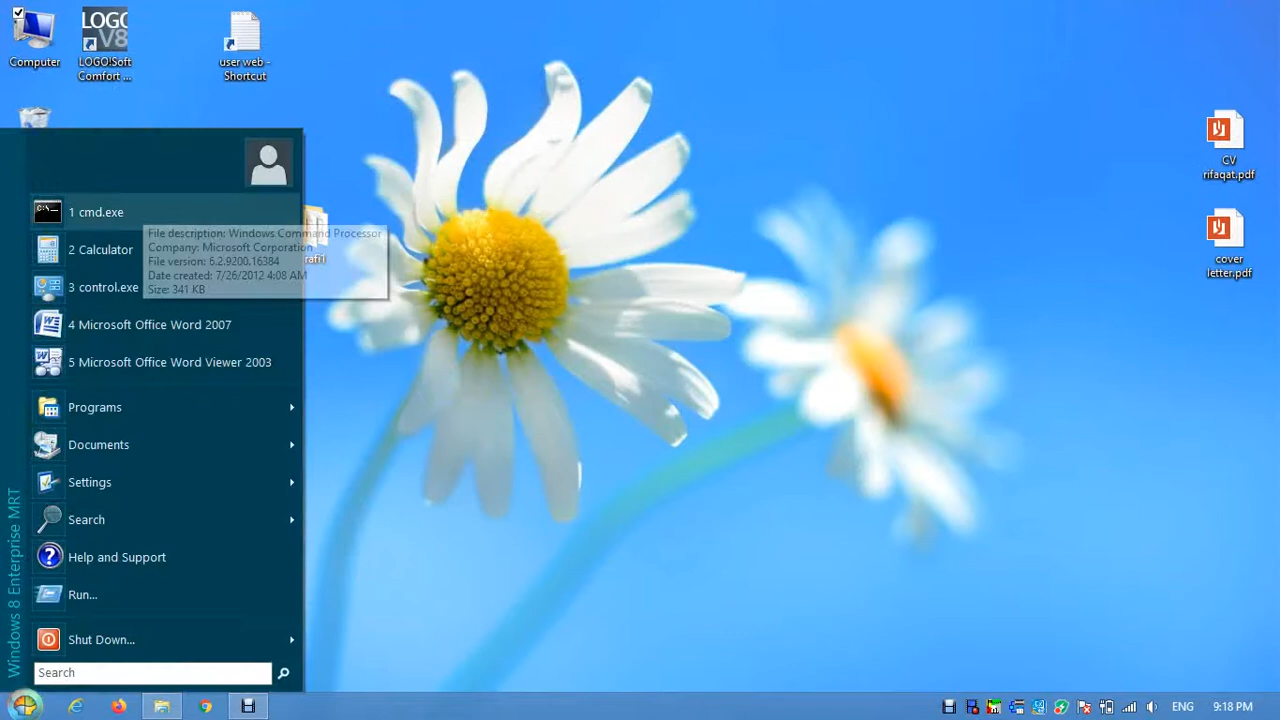 Computer
LOGO!Soft
Comfort ...
user web -
Shortcut
LOGO
V8
CV
rifaqat.pdf
cover
letter.pdf
rafi1
1 cmd.exe
File description: Windows Command Processor
Company: Microsoft Corporation
File version: 6.2.9200.16384
Date created: 7/26/2012 4:08 AM
Size: 341 KB
2 Calculator
3 control.exe
4 Microsoft Office Word 2007
5 Microsoft Office Word Viewer 2003
Programs
Documents
Settings
Search
Help and Support
Run...
Shut Down...
Search
Windows 8 Enterprise MRT
ENG
9:18 PM